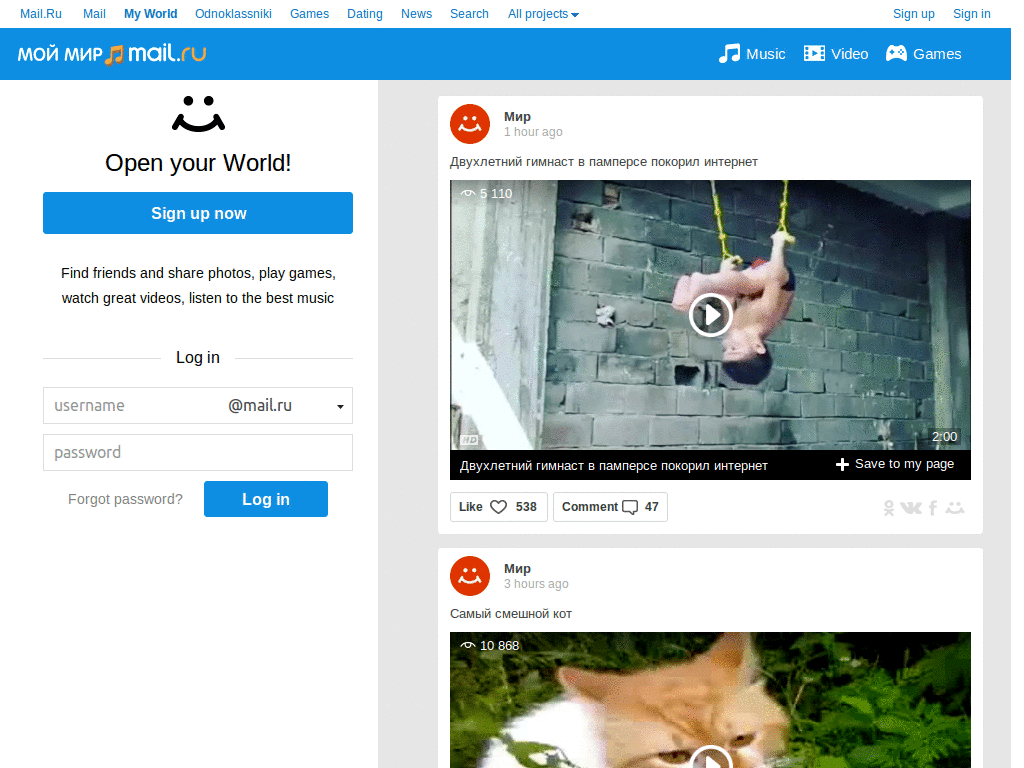 Mail.Ru Mail My World Odnoklassniki Games Dating News Search All projects Sign up Sign in
МОЙ МИР mail.ru Music Video Games
Open your World!
Sign up now
Find friends and share photos, play games,
watch great videos, listen to the best music
Log in
username @mail.ru
password
Forgot password? Log in
Мир
1 hour ago
Двухлетний гимнаст в памперсе покорил интернет
5 110
HD 2:00
Двухлетний гимнаст в памперсе покорил интернет Save to my page
Like 538 Comment 47
Мир
3 hours ago
Самый смешной кот
10 868